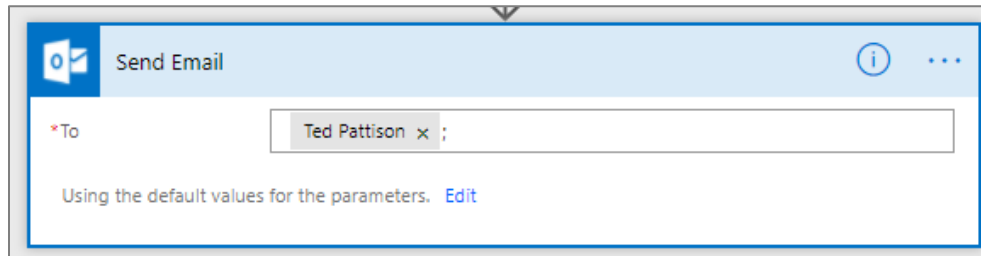 Send Email
*To Ted Pattison × ;
Using the default values for the parameters. Edit